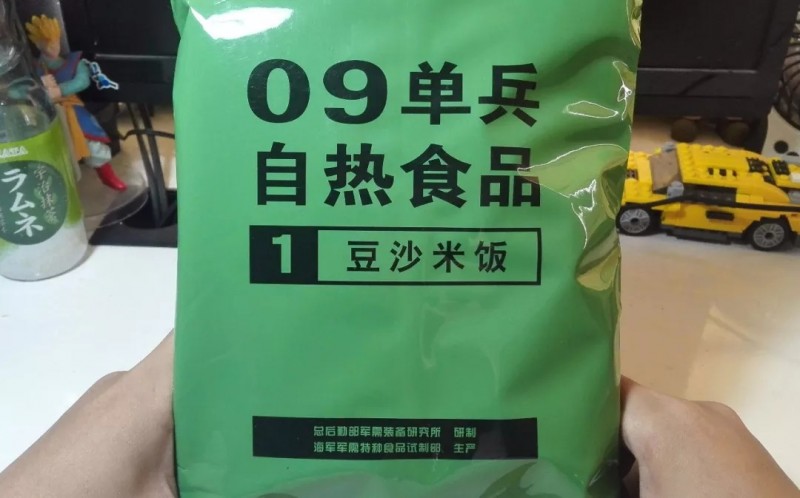 09单兵
自热食品
1 豆沙米饭
总后勤部军需装备研究所 研制
海军军需特种食品试制部 生产
ラムネ